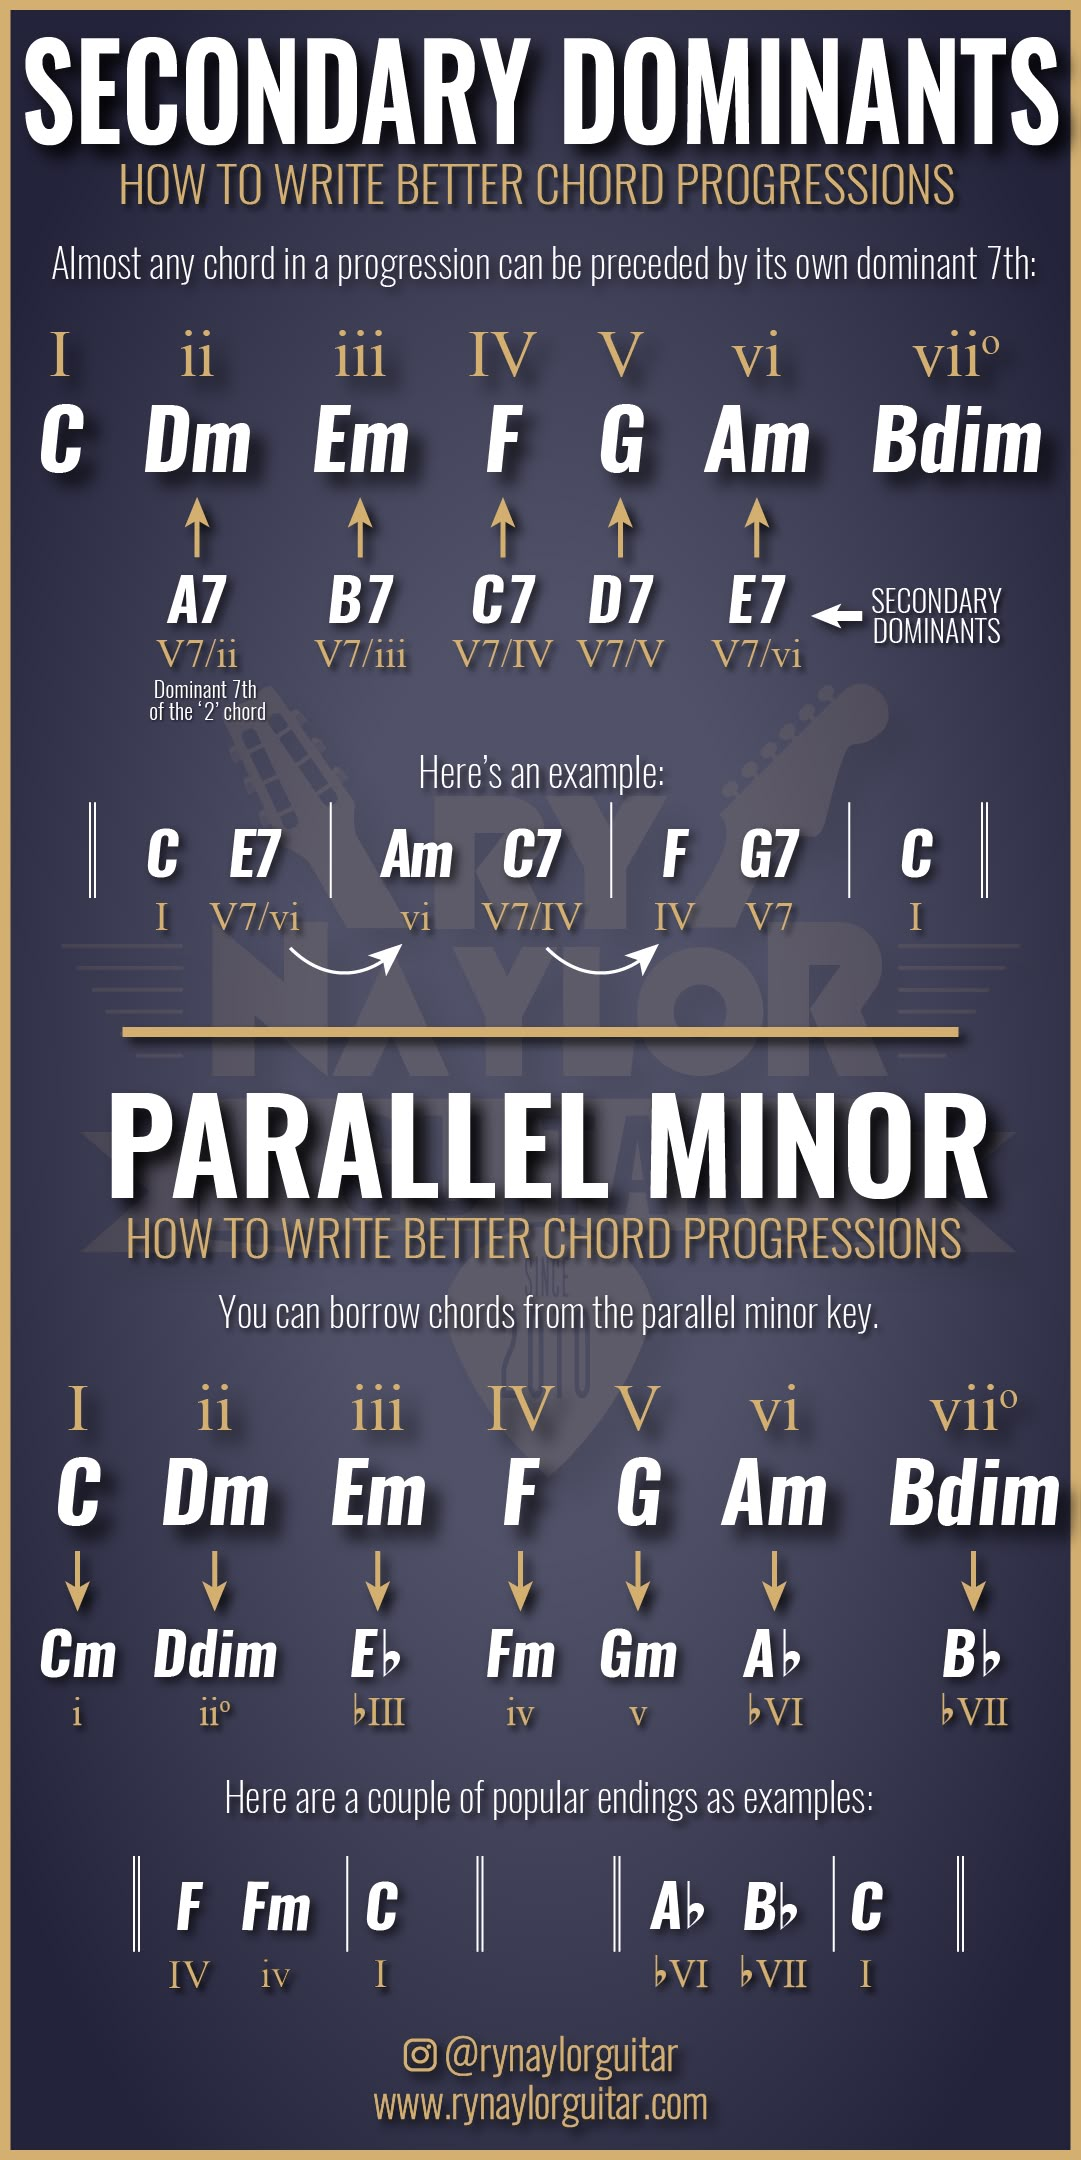 SECONDARY DOMINANTS
HOW TO WRITE BETTER CHORD PROGRESSIONS
Almost any chord in a progression can be preceded by its own dominant 7th:
I ii iii IV V vi viiº
C Dm Em F G Am Bdim
A7 B7 C7 D7 E7
SECONDARY
DOMINANTS
V7/ii V7/iii V7/IV V7/V V7/vi
Dominant 7th
of the ‘2’ chord
Here’s an example:
C E7 Am C7 F G7 C
I V7/vi vi V7/IV IV V7 I
RY
NAYLOR
PARALLEL MINOR
HOW TO WRITE BETTER CHORD PROGRESSIONS
SINCE
You can borrow chords from the parallel minor key.
I ii iii IV V vi viiº
C Dm Em F G Am Bdim
Cm Ddim E♭ Fm Gm A♭ B♭
i iiº ♭III iv v ♭VI ♭VII
Here are a couple of popular endings as examples:
F Fm C A♭ B♭ C
IV iv I ♭VI ♭VII I
@rynaylorguitar
www.rynaylorguitar.com